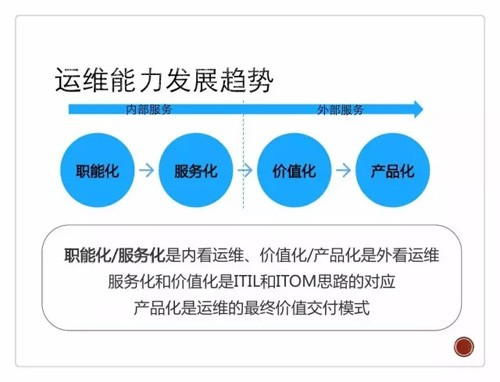 运维能力发展趋势
内部服务 外部服务
职能化 服务化 价值化 产品化
职能化/服务化是内看运维、价值化/产品化是外看运维
服务化和价值化是ITIL和ITOM思路的对应
产品化是运维的最终价值交付模式